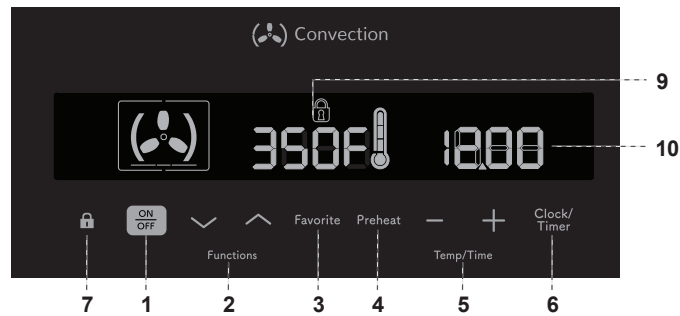 Convection
9
350F 12.00
10
ON
OFF
Favorite Preheat − + Clock/
Timer
Functions Temp/Time
7 1 2 3 4 5 6